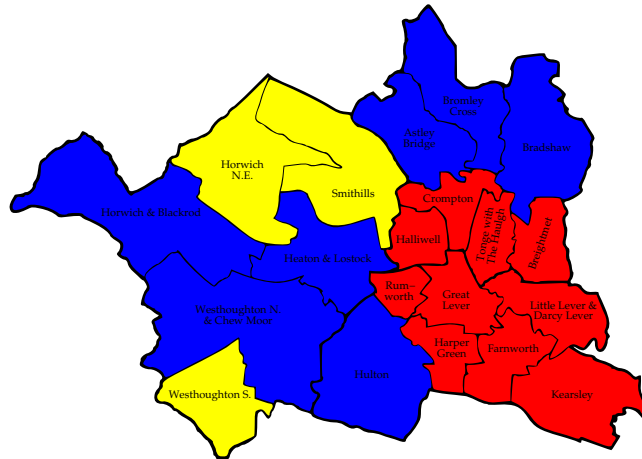 Bromley
Cross
Astley
Bridge
Bradshaw
Horwich
N.E.
Smithills
Crompton
Horwich & Blackrod
Halliwell
Tonge with
The Haulgh
Breightmet
Heaton & Lostock
Rum-
worth
Great
Lever
Little Lever &
Darcy Lever
Westhoughton N.
& Chew Moor
Harper
Green
Farnworth
Hulton
Westhoughton S.
Kearsley